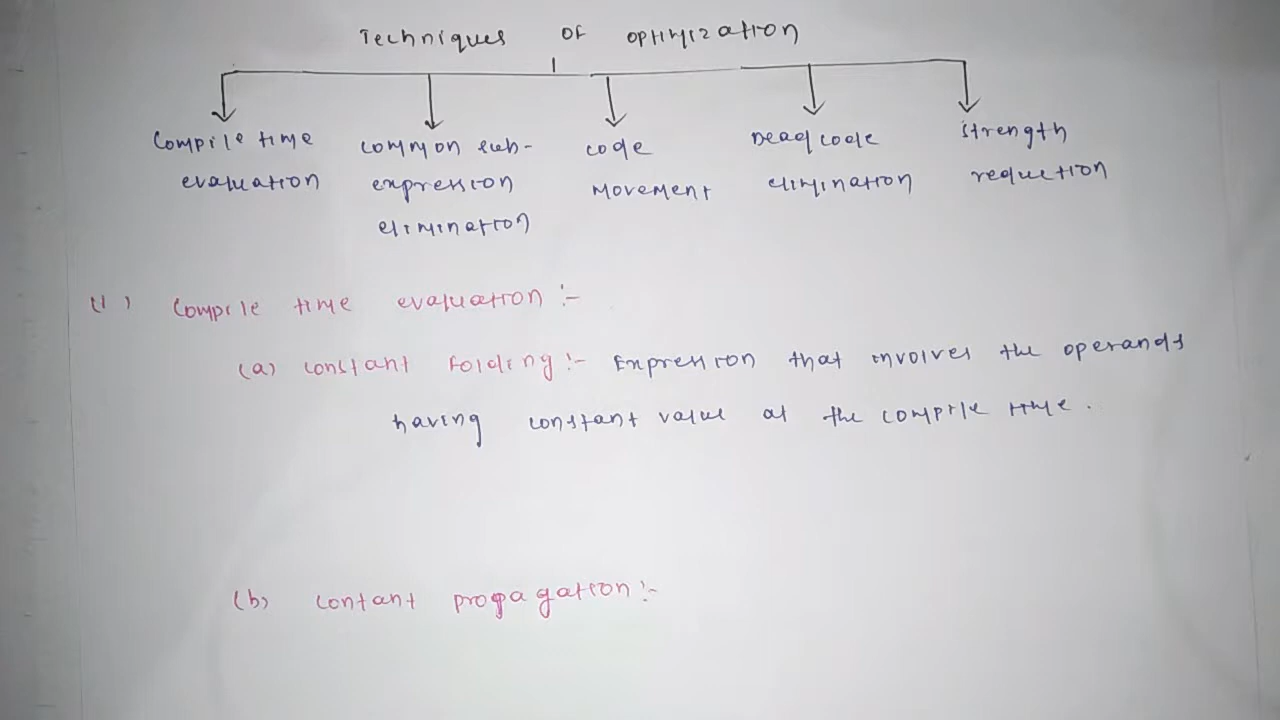 Techniques of optimization
Compile time evaluation
common sub-expression elimination
code movement
Dead code elimination
strength reduction
(1) Compile time evaluation :-
(a) constant folding :- Expression that involves the operands
having constant value at the compile time.
(b) contant propagation :-